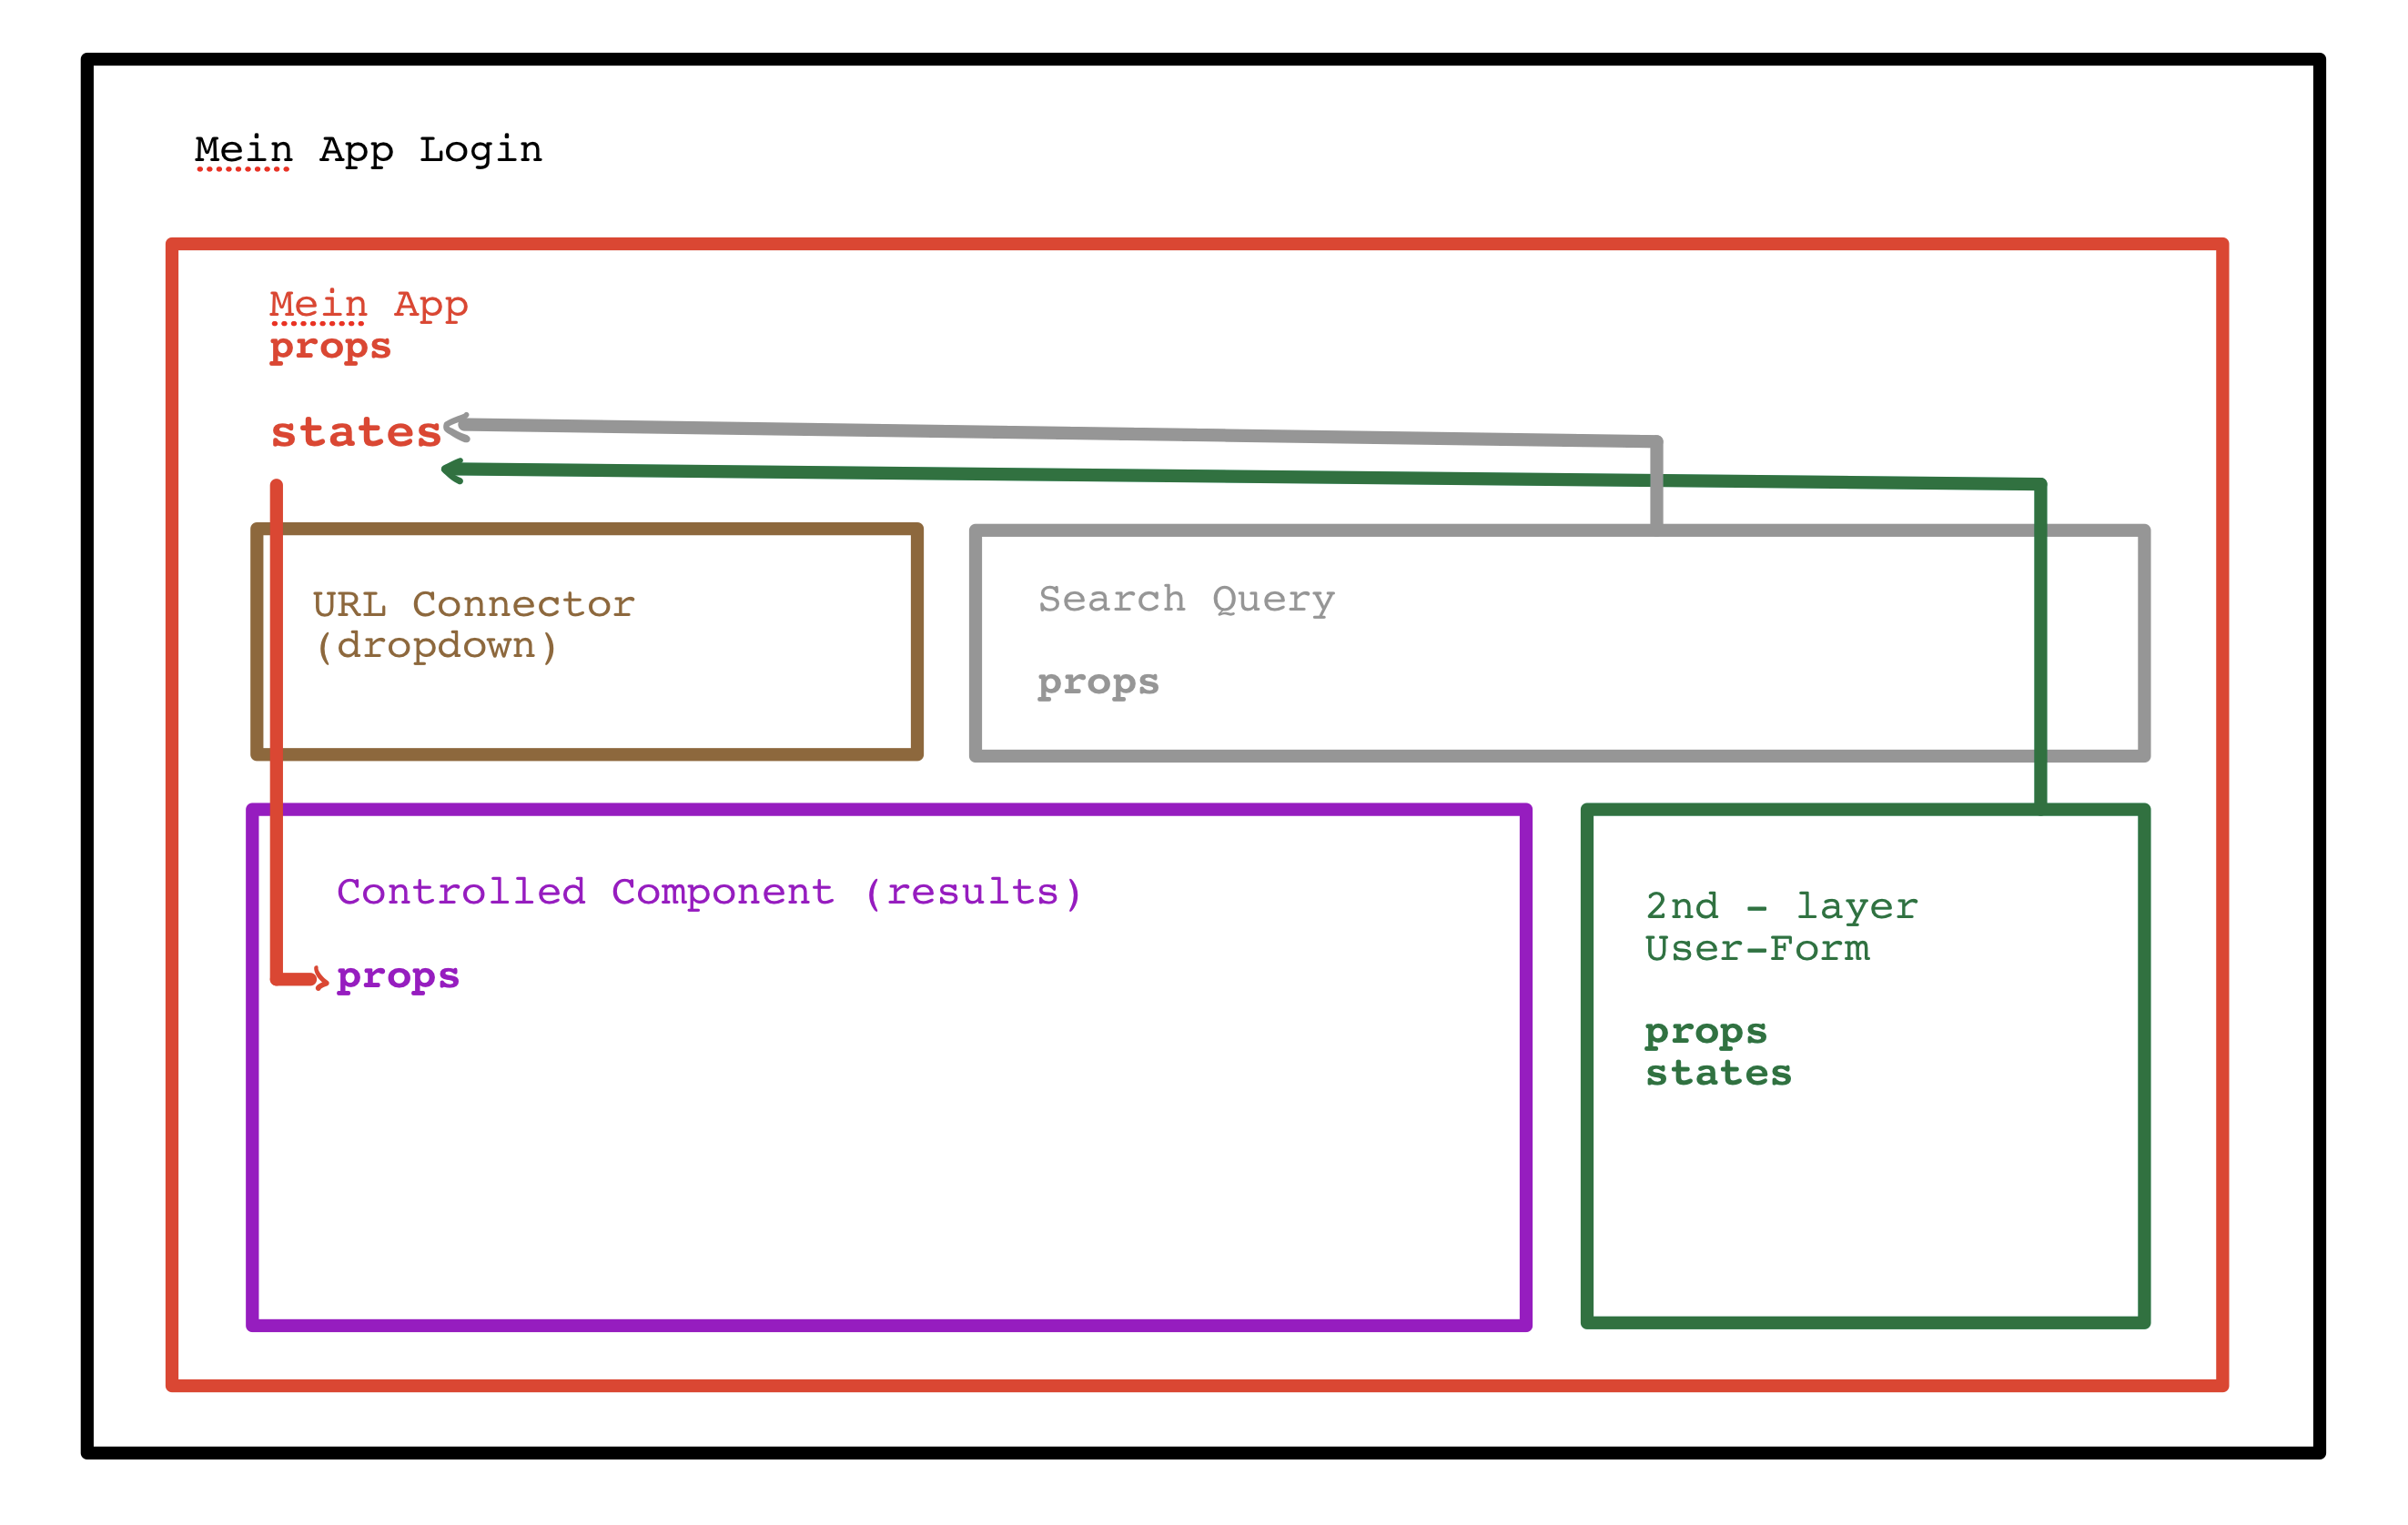 Mein App Login
Mein App
props
states
URL Connector
(dropdown)
Search Query
props
Controlled Component (results)
props
2nd - layer
User-Form
props
states